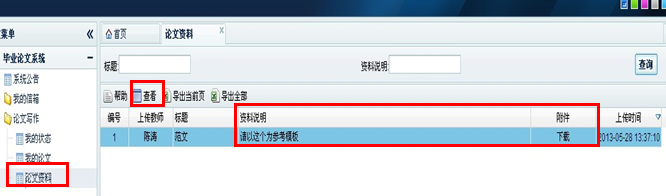 菜单
首页
论文资料
毕业论文系统
系统公告
我的信箱
论文写作
我的状态
我的论文
论文资料
标题:
资料说明:
查询
帮助 查看 导出当前页 导出全部
编号 上传教师 标题 资料说明 附件 上传时间
1 陈涛 范文 请以这个为参考模板 下载 2013-05-28 13:37:10